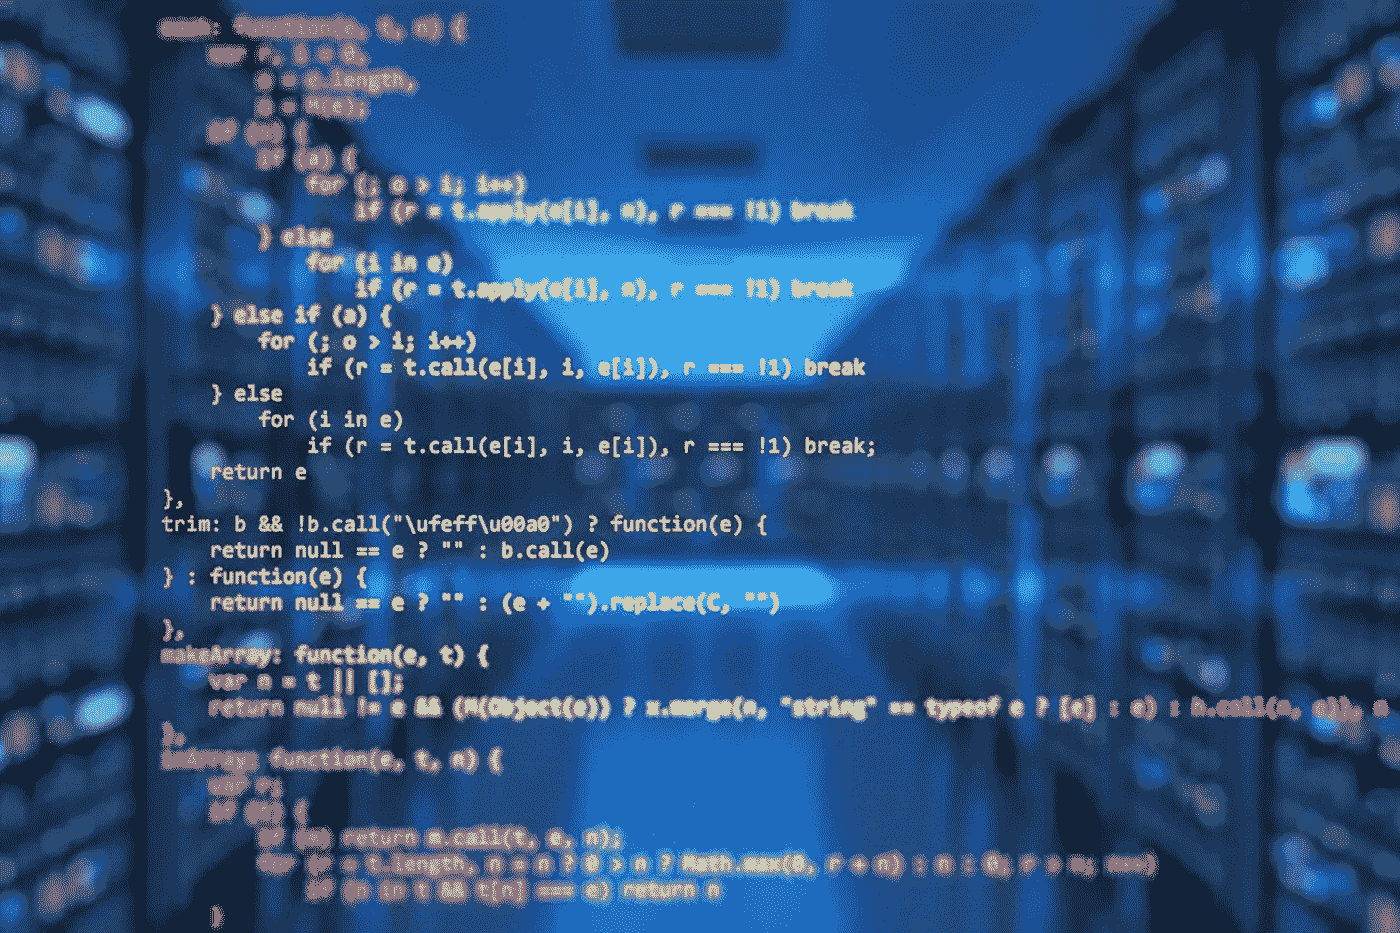 each: function(e, t, n) {
var r, i = 0,
o = e.length,
a = M(e);
if (n) {
if (a) {
for (; o > i; i++)
if (r = t.apply(e[i], n), r === !1) break
} else
for (i in e)
if (r = t.apply(e[i], n), r === !1) break
} else if (a) {
for (; o > i; i++)
if (r = t.call(e[i], i, e[i]), r === !1) break
} else
for (i in e)
if (r = t.call(e[i], i, e[i]), r === !1) break;
return e
},
trim: b && !b.call("\ufeff\u00a0") ? function(e) {
return null == e ? "" : b.call(e)
} : function(e) {
return null == e ? "" : (e + "").replace(C, "")
},
makeArray: function(e, t) {
var n = t || [];
return null != e && (M(Object(e)) ? x.merge(n, "string" == typeof e ? [e] : e) : h.call(n, e)), n
},
inArray: function(e, t, n) {
var r;
if (t) {
if (m) return m.call(t, e, n);
for (r = t.length, n = n ? 0 > n ? Math.max(0, r + n) : n : 0; r > n; n++)
if (n in t && t[n] === e) return n
}